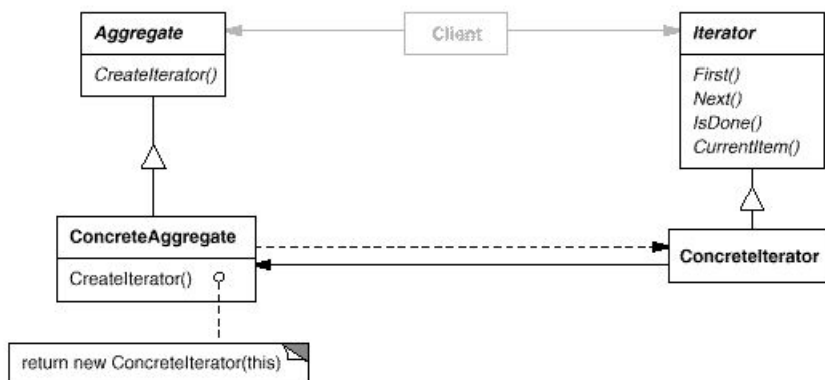 Aggregate
CreateIterator()
Client
Iterator
First()
Next()
IsDone()
CurrentItem()
ConcreteAggregate
CreateIterator()
ConcreteIterator
return new ConcreteIterator(this)